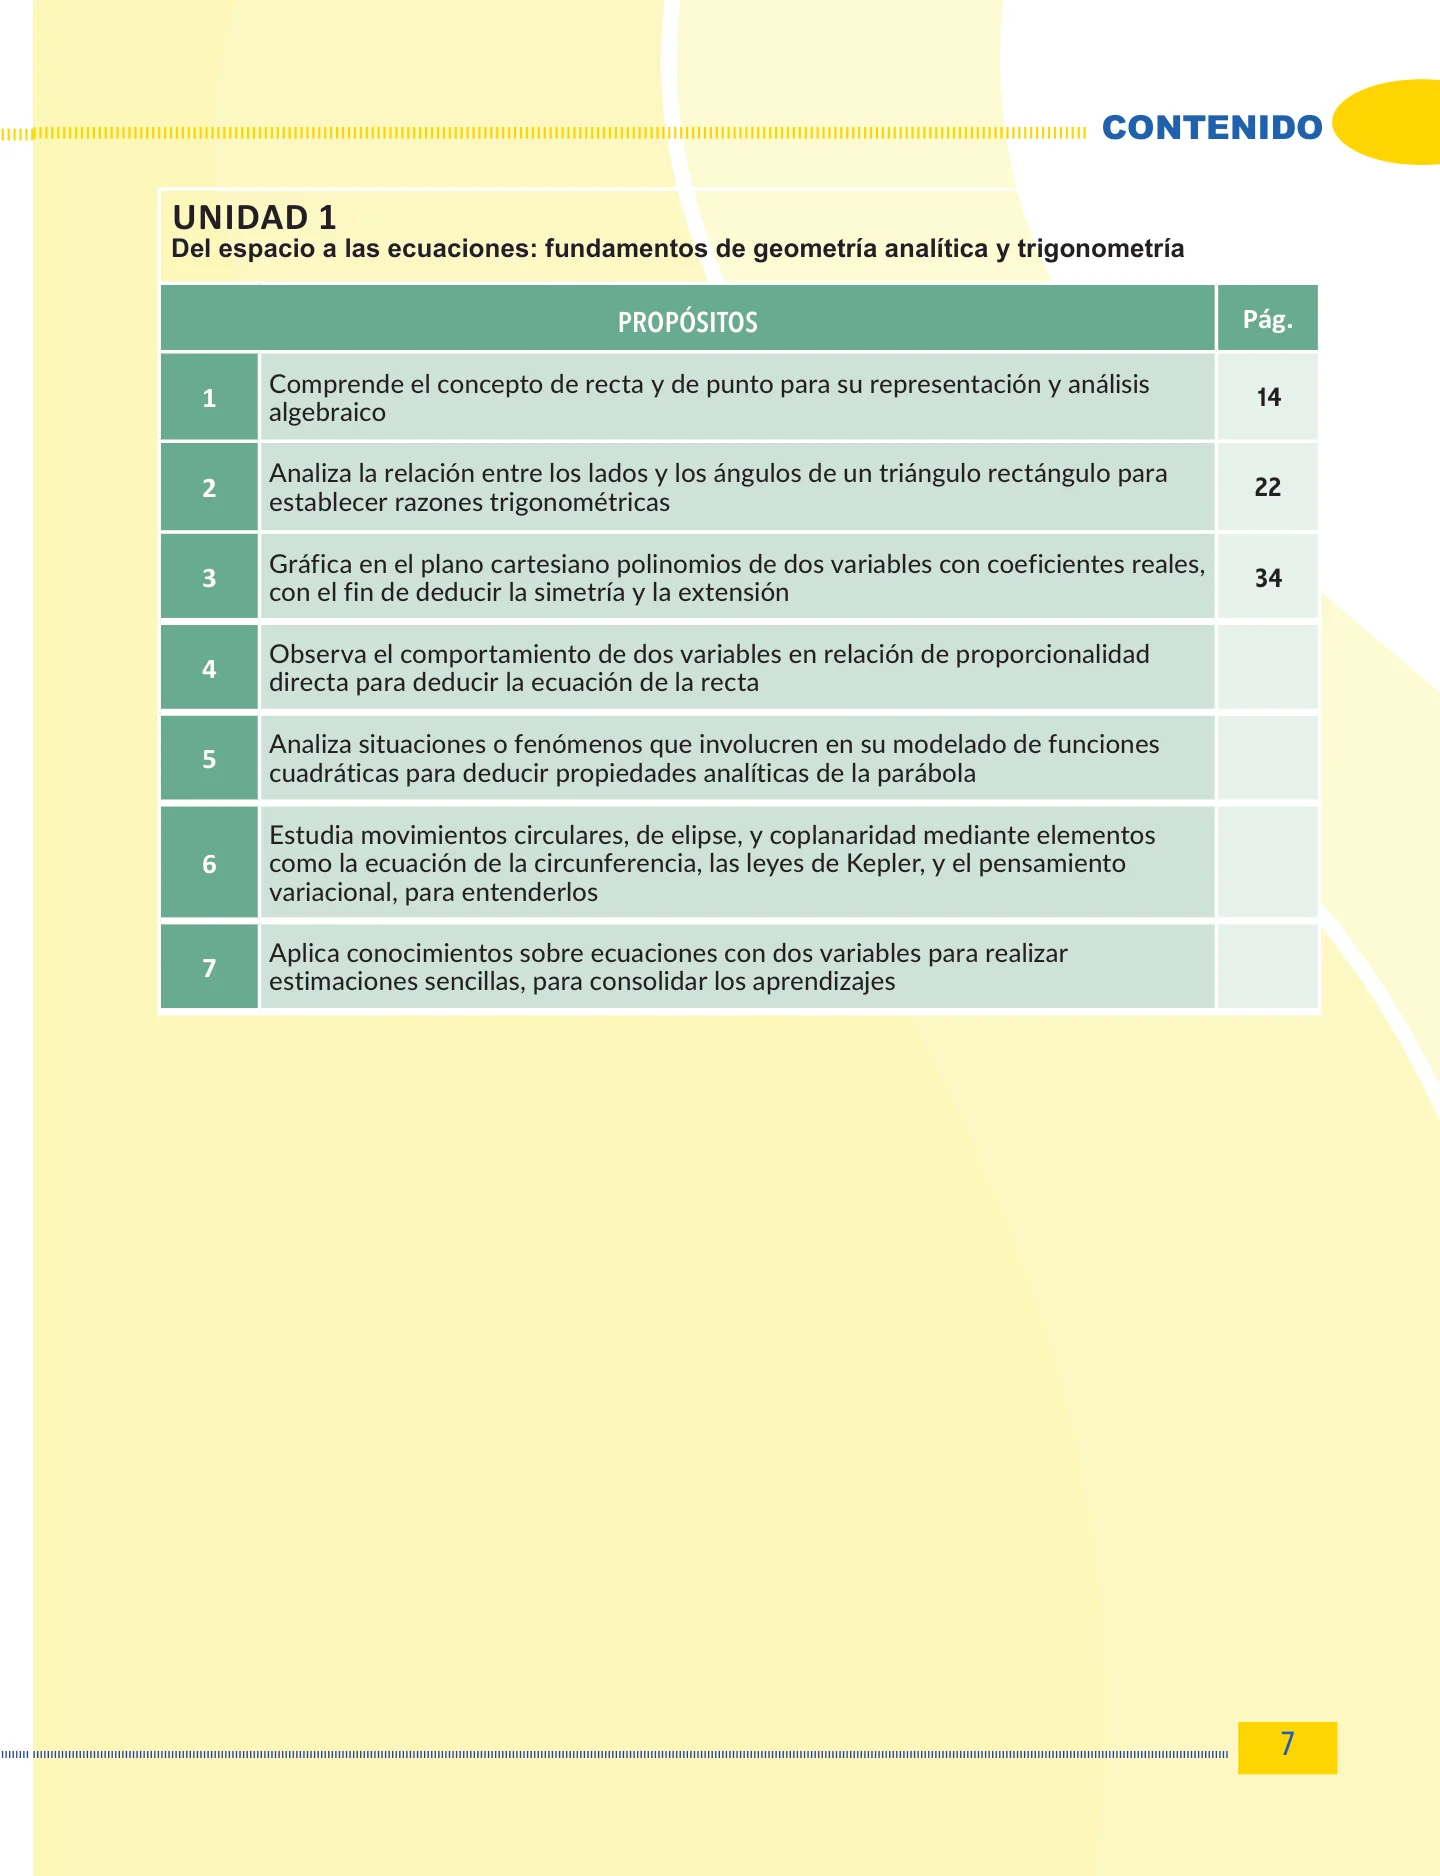 CONTENIDO
UNIDAD 1
Del espacio a las ecuaciones: fundamentos de geometría analítica y trigonometría
PROPÓSITOS
Pág.
1
Comprende el concepto de recta y de punto para su representación y análisis
algebraico
14
2
Analiza la relación entre los lados y los ángulos de un triángulo rectángulo para
establecer razones trigonométricas
22
3
Gráfica en el plano cartesiano polinomios de dos variables con coeficientes reales,
con el fin de deducir la simetría y la extensión
34
4
Observa el comportamiento de dos variables en relación de proporcionalidad
directa para deducir la ecuación de la recta
5
Analiza situaciones o fenómenos que involucren en su modelado de funciones
cuadráticas para deducir propiedades analíticas de la parábola
6
Estudia movimientos circulares, de elipse, y coplanaridad mediante elementos
como la ecuación de la circunferencia, las leyes de Kepler, y el pensamiento
variacional, para entenderlos
7
Aplica conocimientos sobre ecuaciones con dos variables para realizar
estimaciones sencillas, para consolidar los aprendizajes
7